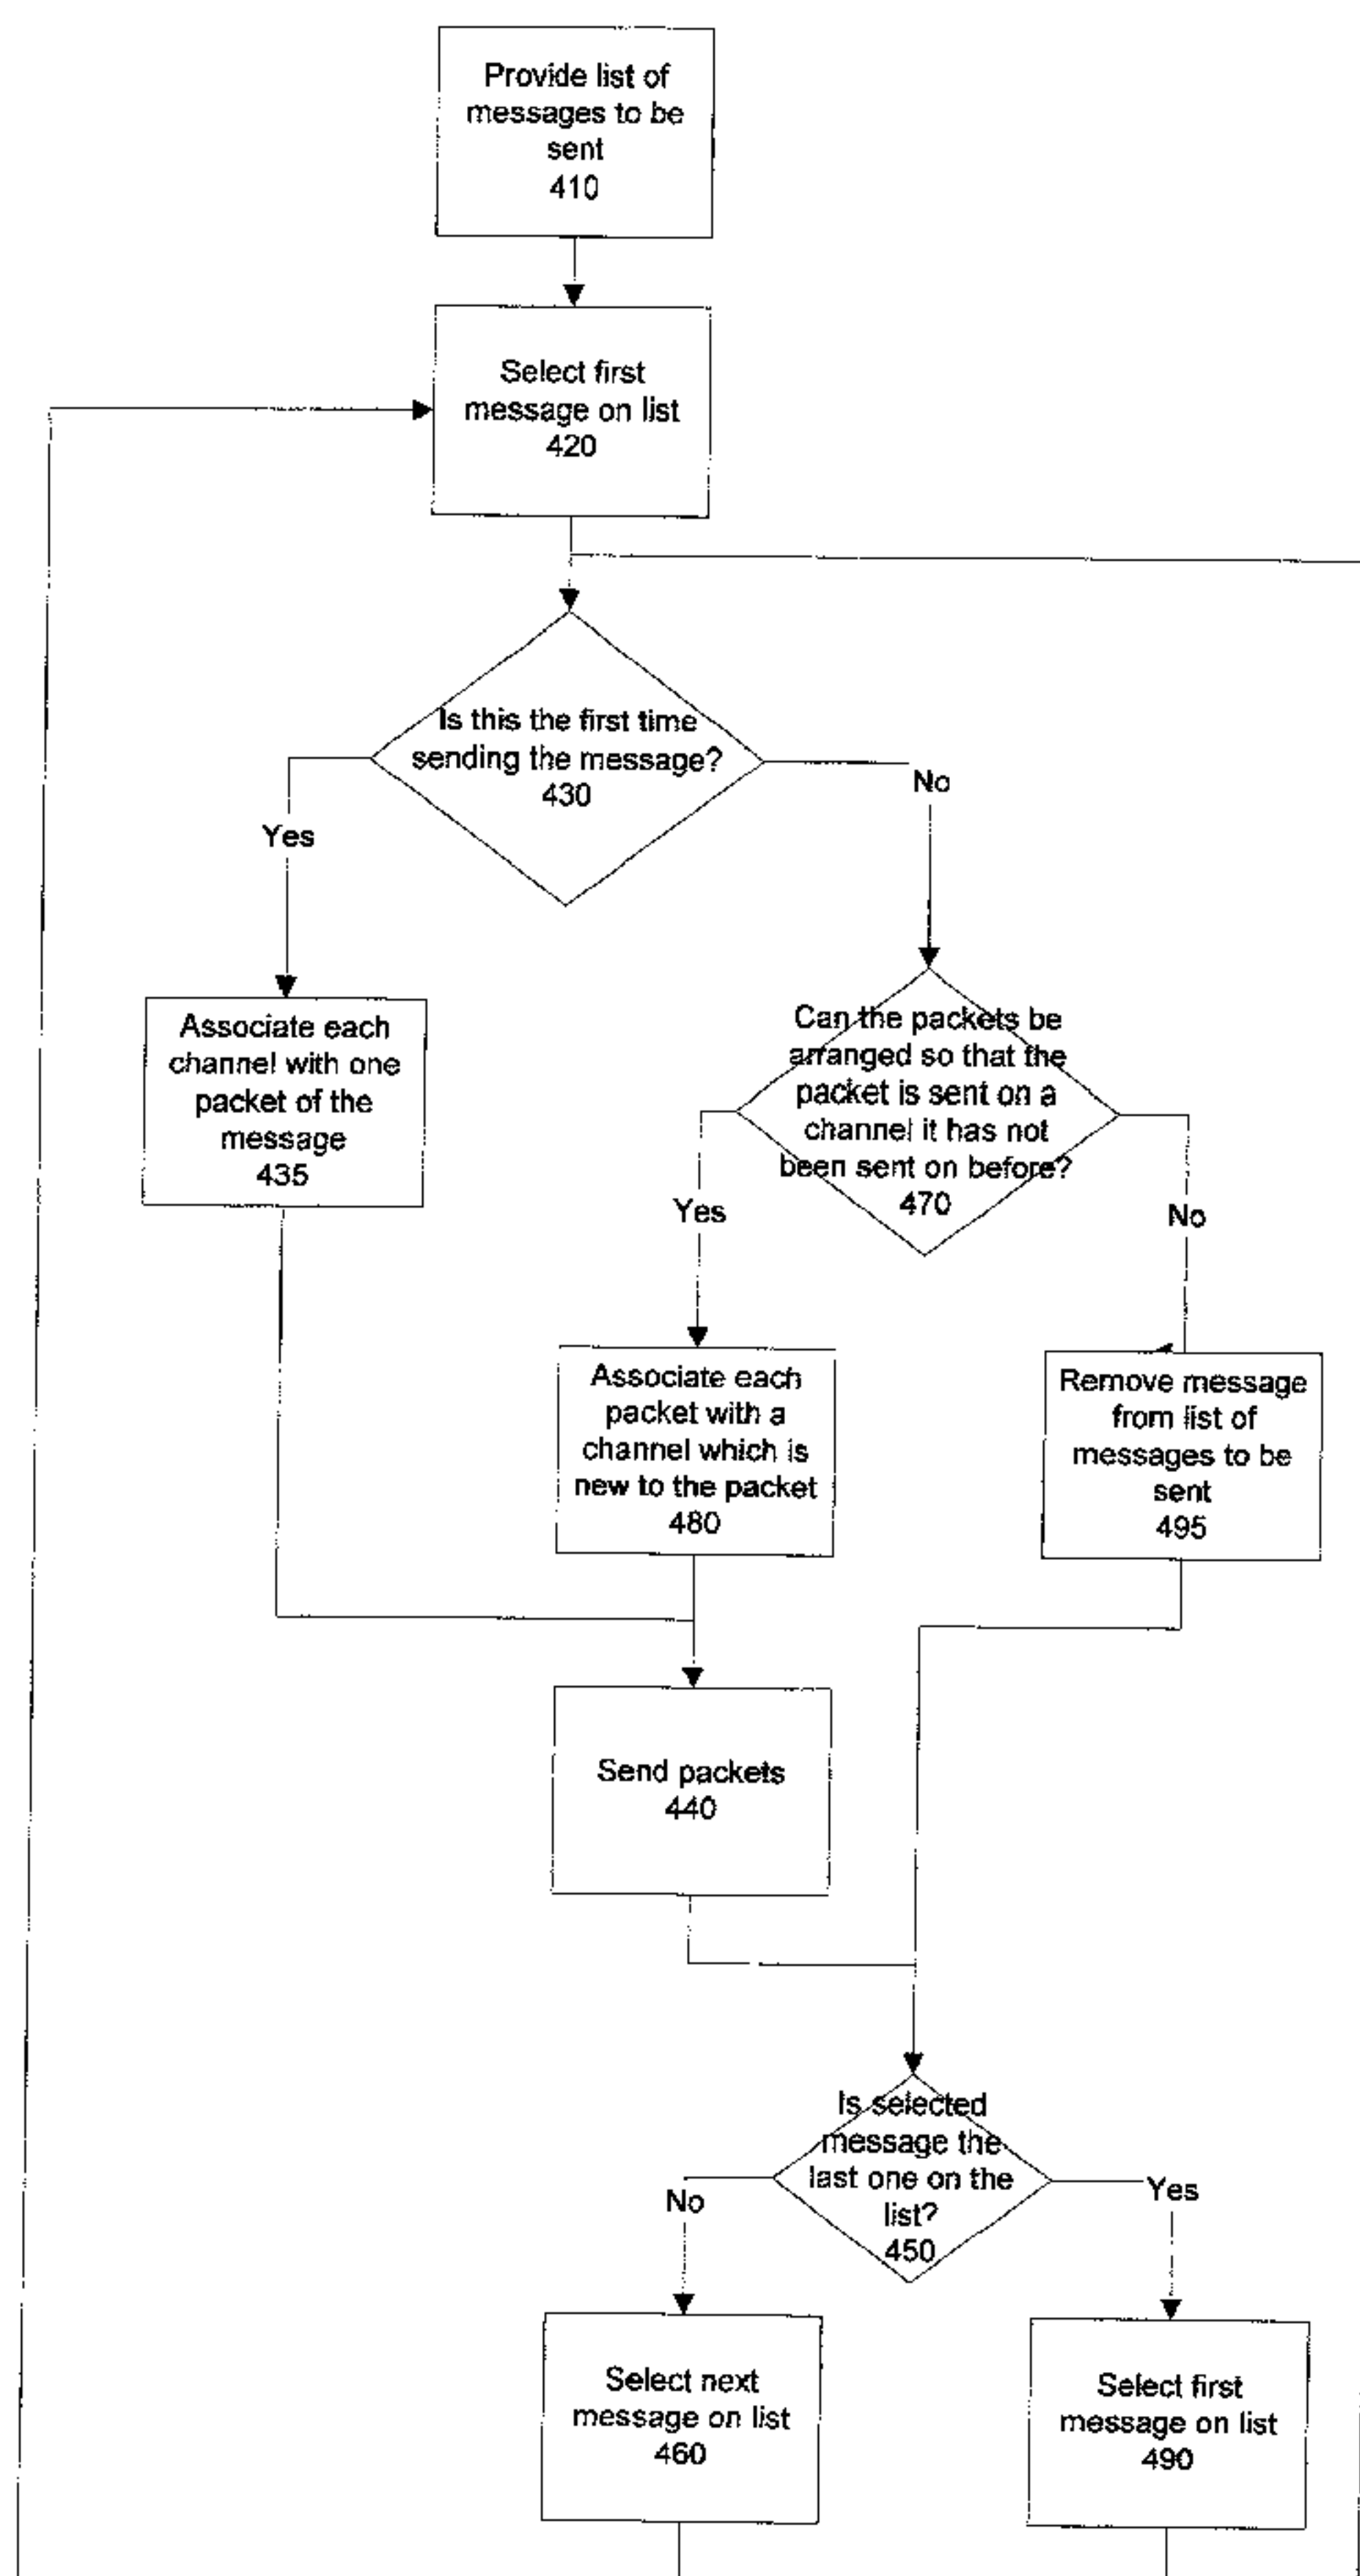 Provide list of
messages to be
sent
410
Select first
message on list
420
Is this the first time
sending the message?
430
Yes
No
Associate each
channel with one
packet of the
message
435
Can the packets be
arranged so that the
packet is sent on a
channel it has not
been sent on before?
470
Yes
No
Associate each
packet with a
channel which is
new to the packet
480
Remove message
from list of
messages to be
sent
495
Send packets
440
Is selected
message the
last one on the
list?
450
No
Yes
Select next
message on list
460
Select first
message on list
490